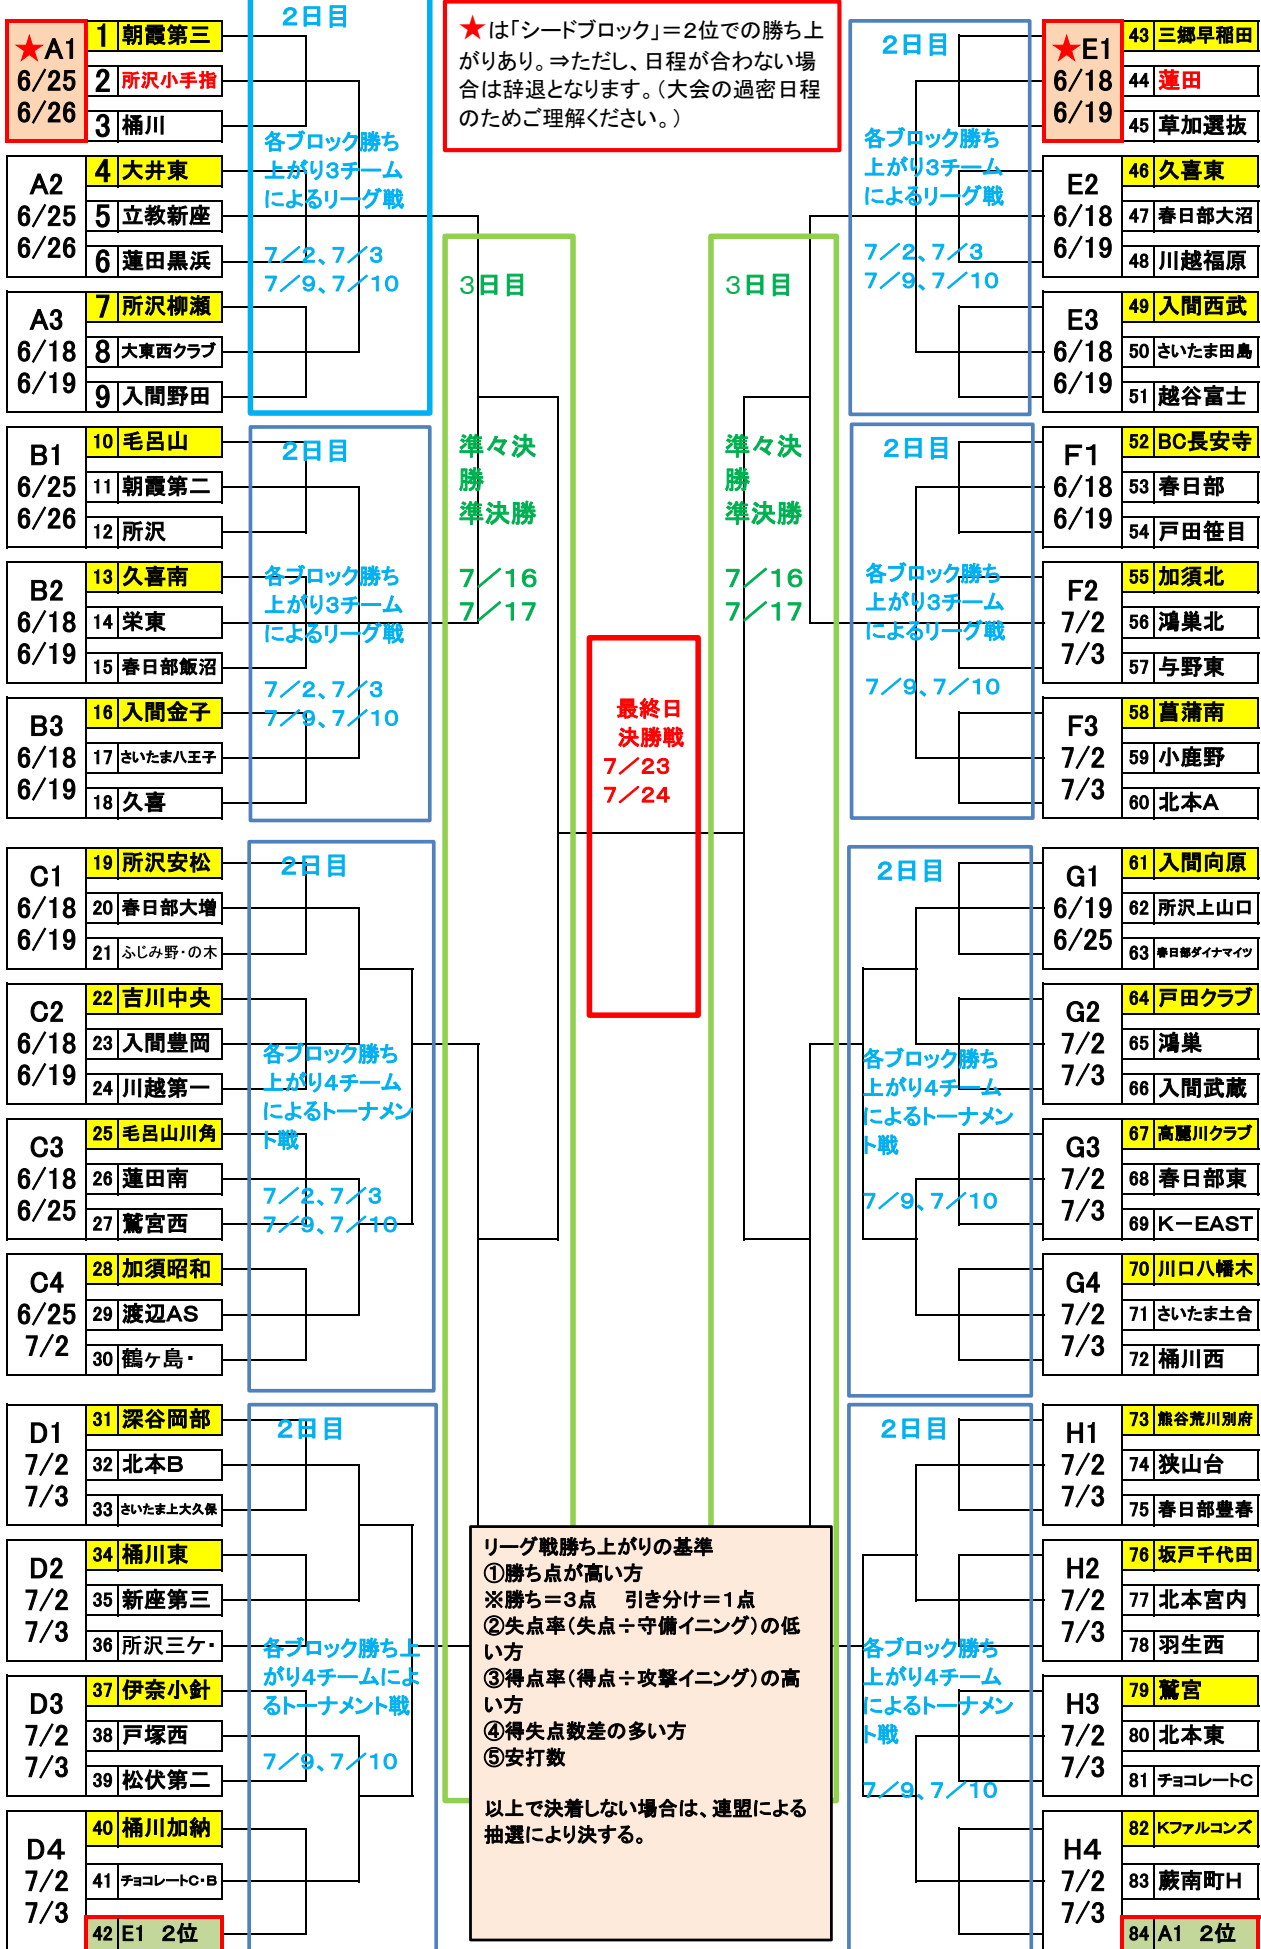 ★A1
6/25
6/26
1 朝霞第三
2 所沢小手指
3 桶川
A2
6/25
6/26
4 大井東
5 立教新座
6 蓮田黒浜
A3
6/18
6/19
7 所沢柳瀬
8 大東西クラブ
9 入間野田
B1
6/25
6/26
10 毛呂山
11 朝霞第二
12 所沢
B2
6/18
6/19
13 久喜南
14 栄東
15 春日部飯沼
B3
6/18
6/19
16 入間金子
17 さいたま八王子
18 久喜
C1
6/18
6/19
19 所沢安松
20 春日部大増
21 ふじみ野・の木
C2
6/18
6/19
22 吉川中央
23 入間豊岡
24 川越第一
C3
6/18
6/25
25 毛呂山川角
26 蓮田南
27 鷲宮西
C4
6/25
7/2
28 加須昭和
29 渡辺AS
30 鶴ヶ島・
D1
7/2
7/3
31 深谷岡部
32 北本B
33 さいたま上大久保
D2
7/2
7/3
34 桶川東
35 新座第三
36 所沢三ケ・
D3
7/2
7/3
37 伊奈小針
38 戸塚西
39 松伏第二
D4
7/2
7/3
40 桶川加納
41 チョコレートC・B
42 E1 2位
2日目
各ブロック勝ち
上がり3チーム
によるリーグ戦
7/2、7/3
7/9、7/10
2日目
各ブロック勝ち
上がり3チーム
によるリーグ戦
7/2、7/3
7/9、7/10
2日目
各ブロック勝ち
上がり4チーム
によるトーナメン
ト戦
7/2、7/3
7/9、7/10
2日目
各ブロック勝ち上
がり4チームによ
るトーナメント戦
7/9、7/10
★は「シードブロック」=2位での勝ち上
がりあり。⇒ただし、日程が合わない場
合は辞退となります。(大会の過密日程
のためご理解ください。)
3日目
準々決
勝
準決勝
7/16
7/17
最終日
決勝戦
7/23
7/24
3日目
準々決
勝
準決勝
7/16
7/17
リーグ戦勝ち上がりの基準
①勝ち点が高い方
※勝ち=3点 引き分け=1点
②失点率(失点÷守備イニング)の低
い方
③得点率(得点÷攻撃イニング)の高
い方
④得失点数差の多い方
⑤安打数
以上で決着しない場合は、連盟による
抽選により決する。
2日目
各ブロック勝ち
上がり3チーム
によるリーグ戦
7/2、7/3
7/9、7/10
2日目
各ブロック勝ち
上がり3チーム
によるリーグ戦
7/9、7/10
2日目
各ブロック勝ち
上がり4チーム
によるトーナメン
ト戦
7/9、7/10
2日目
各ブロック勝ち
上がり4チーム
によるトーナメン
ト戦
7/9、7/10
★E1
6/18
6/19
43 三郷早稲田
44 蓮田
45 草加選抜
E2
6/18
6/19
46 久喜東
47 春日部大沼
48 川越福原
E3
6/18
6/19
49 入間西武
50 さいたま田島
51 越谷富士
F1
6/18
6/19
52 BC長安寺
53 春日部
54 戸田笹目
F2
7/2
7/3
55 加須北
56 鴻巣北
57 与野東
F3
7/2
7/3
58 菖蒲南
59 小鹿野
60 北本A
G1
6/19
6/25
61 入間向原
62 所沢上山口
63 春日部ダイナマイツ
G2
7/2
7/3
64 戸田クラブ
65 鴻巣
66 入間武蔵
G3
7/2
7/3
67 高麗川クラブ
68 春日部東
69 K−EAST
G4
7/2
7/3
70 川口八幡木
71 さいたま土合
72 桶川西
H1
7/2
7/3
73 熊谷荒川別府
74 狭山台
75 春日部豊春
H2
7/2
7/3
76 坂戸千代田
77 北本宮内
78 羽生西
H3
7/2
7/3
79 鷲宮
80 北本東
81 チョコレートC
H4
7/2
7/3
82 Kファルコンズ
83 蕨南町H
84 A1 2位